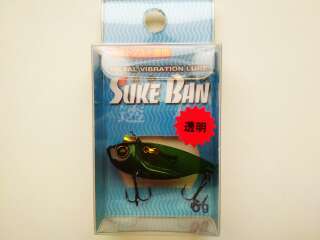 METAL VIBRATION LURE
SUKE BAN
透明
6g